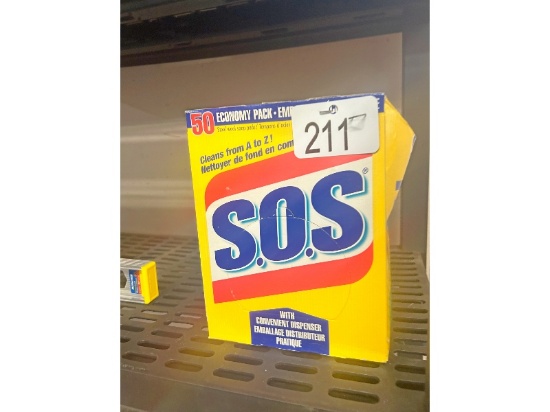 50 ECONOMY PACK •
211
Cleans from A to Z!
Nettoyer de fond en
S.O.S®
WITH
CONVENIENT DISPENSER
EMBALLAGE DISTRIBUTEUR
PRATIQUE